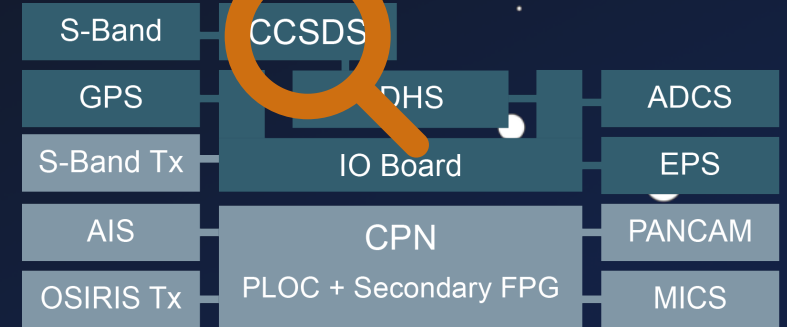 S-Band
CCSDS
GPS
DHS
ADCS
S-Band Tx
IO Board
EPS
AIS
CPN
PANCAM
OSIRIS Tx
PLOC + Secondary FPG
MICS